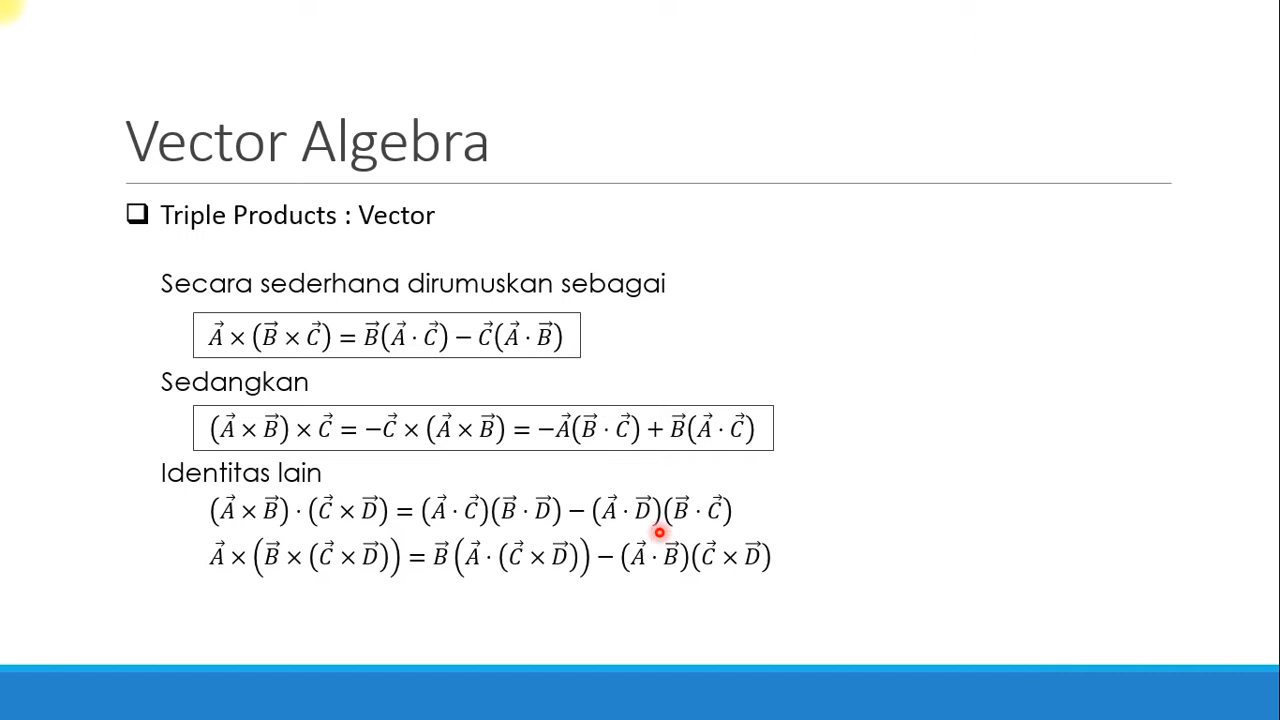 Vector Algebra
❑ Triple Products : Vector
Secara sederhana dirumuskan sebagai
A⃗ × (B⃗ × C⃗) = B⃗(A⃗ · C⃗) − C⃗(A⃗ · B⃗)
Sedangkan
(A⃗ × B⃗) × C⃗ = −C⃗ × (A⃗ × B⃗) = −A⃗(B⃗ · C⃗) + B⃗(A⃗ · C⃗)
Identitas lain
(A⃗ × B⃗) · (C⃗ × D⃗) = (A⃗ · C⃗)(B⃗ · D⃗) − (A⃗ · D⃗)(B⃗ · C⃗)
A⃗ × (B⃗ × (C⃗ × D⃗)) = B⃗(A⃗ · (C⃗ × D⃗)) − (A⃗ · B⃗)(C⃗ × D⃗)